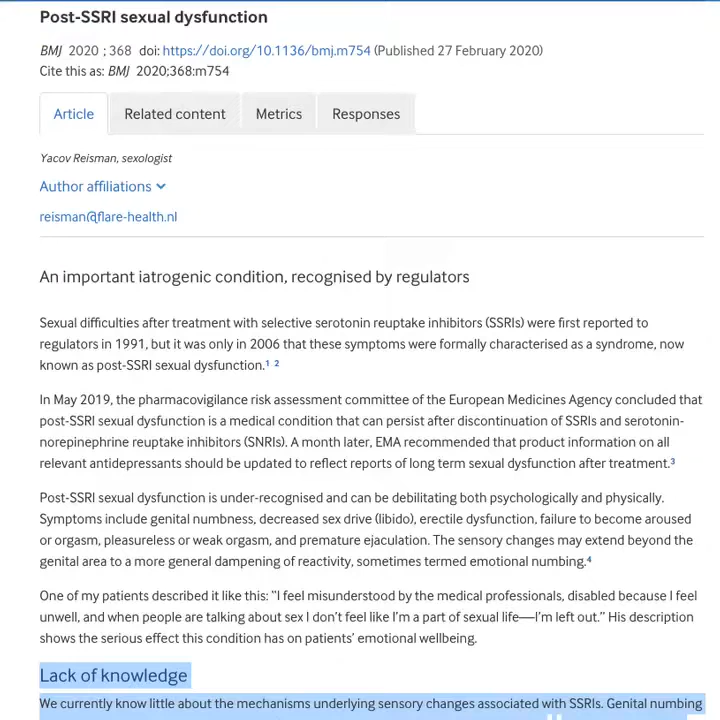 Post-SSRI sexual dysfunction
BMJ 2020 ; 368 doi: https://doi.org/10.1136/bmj.m754 (Published 27 February 2020)
Cite this as: BMJ 2020;368:m754
Article Related content Metrics Responses
Yacov Reisman, sexologist
Author affiliations
reisman@flare-health.nl
An important iatrogenic condition, recognised by regulators
Sexual difficulties after treatment with selective serotonin reuptake inhibitors (SSRIs) were first reported to
regulators in 1991, but it was only in 2006 that these symptoms were formally characterised as a syndrome, now
known as post-SSRI sexual dysfunction.1 2
In May 2019, the pharmacovigilance risk assessment committee of the European Medicines Agency concluded that
post-SSRI sexual dysfunction is a medical condition that can persist after discontinuation of SSRIs and serotonin-
norepinephrine reuptake inhibitors (SNRIs). A month later, EMA recommended that product information on all
relevant antidepressants should be updated to reflect reports of long term sexual dysfunction after treatment.3
Post-SSRI sexual dysfunction is under-recognised and can be debilitating both psychologically and physically.
Symptoms include genital numbness, decreased sex drive (libido), erectile dysfunction, failure to become aroused
or orgasm, pleasureless or weak orgasm, and premature ejaculation. The sensory changes may extend beyond the
genital area to a more general dampening of reactivity, sometimes termed emotional numbing.4
One of my patients described it like this: “I feel misunderstood by the medical professionals, disabled because I feel
unwell, and when people are talking about sex I don’t feel like I’m a part of sexual life—I’m left out.” His description
shows the serious effect this condition has on patients’ emotional wellbeing.
Lack of knowledge
We currently know little about the mechanisms underlying sensory changes associated with SSRIs. Genital numbing